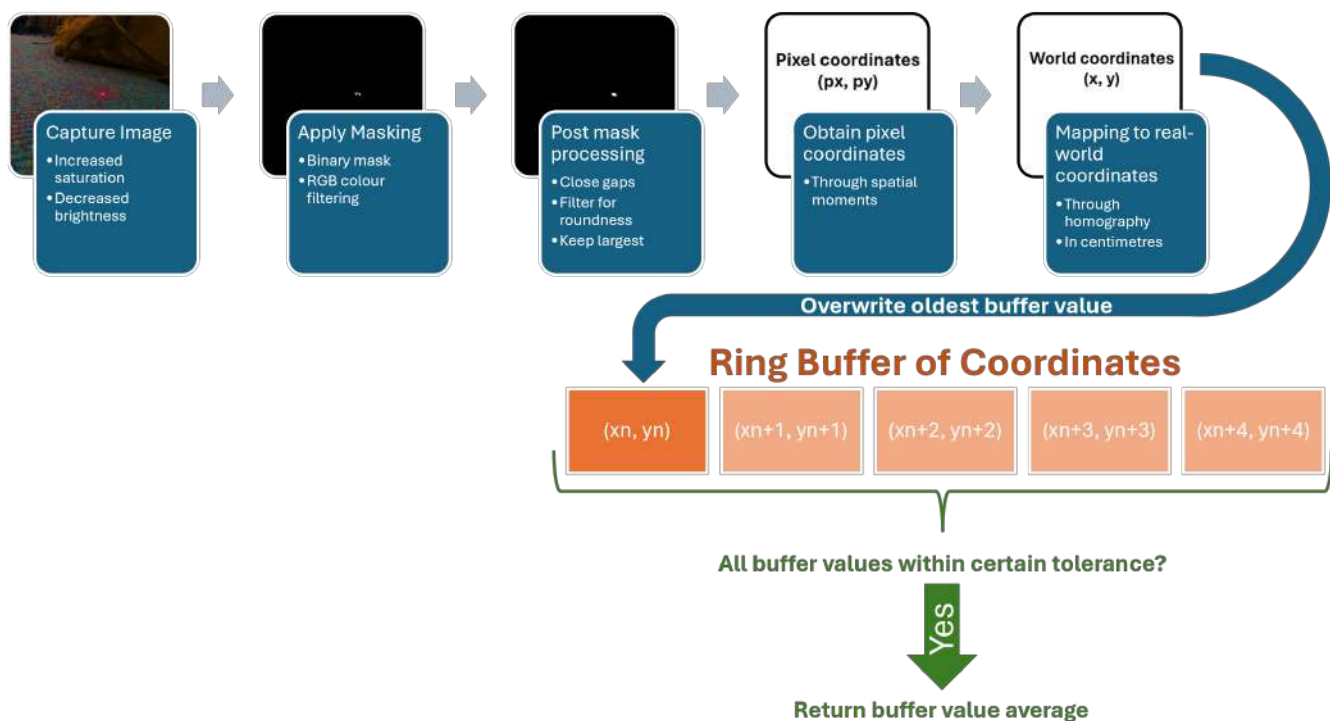 Capture Image
•Increased
saturation
•Decreased
brightness
Apply Masking
•Binary mask
•RGB colour
filtering
Post mask
processing
•Close gaps
•Filter for
roundness
•Keep largest
Pixel coordinates
(px, py)
Obtain pixel
coordinates
•Through spatial
moments
World coordinates
(x, y)
Mapping to real-
world
coordinates
•Through
homography
•In centimetres
Overwrite oldest buffer value
Ring Buffer of Coordinates
(xn, yn)
(xn+1, yn+1)
(xn+2, yn+2)
(xn+3, yn+3)
(xn+4, yn+4)
All buffer values within certain tolerance?
Yes
Return buffer value average